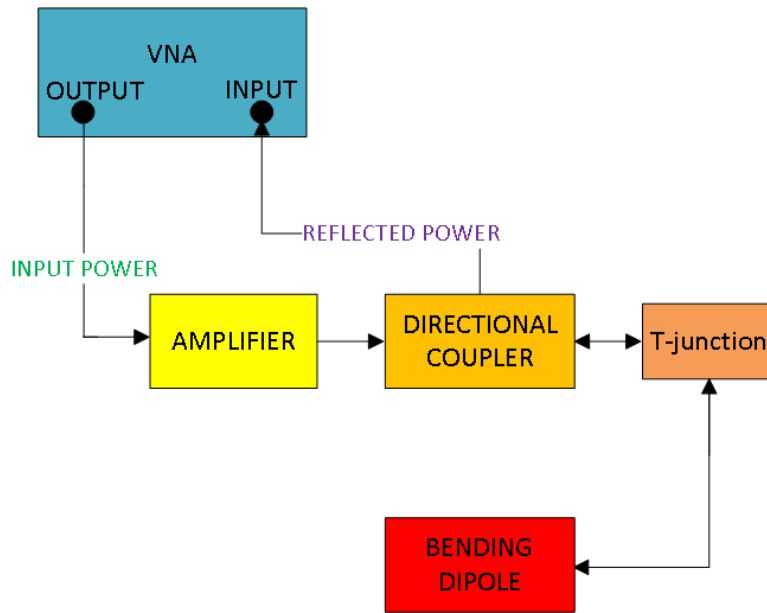 VNA
OUTPUT
INPUT
REFLECTED POWER
INPUT POWER
AMPLIFIER
DIRECTIONAL
COUPLER
T-junction
BENDING
DIPOLE